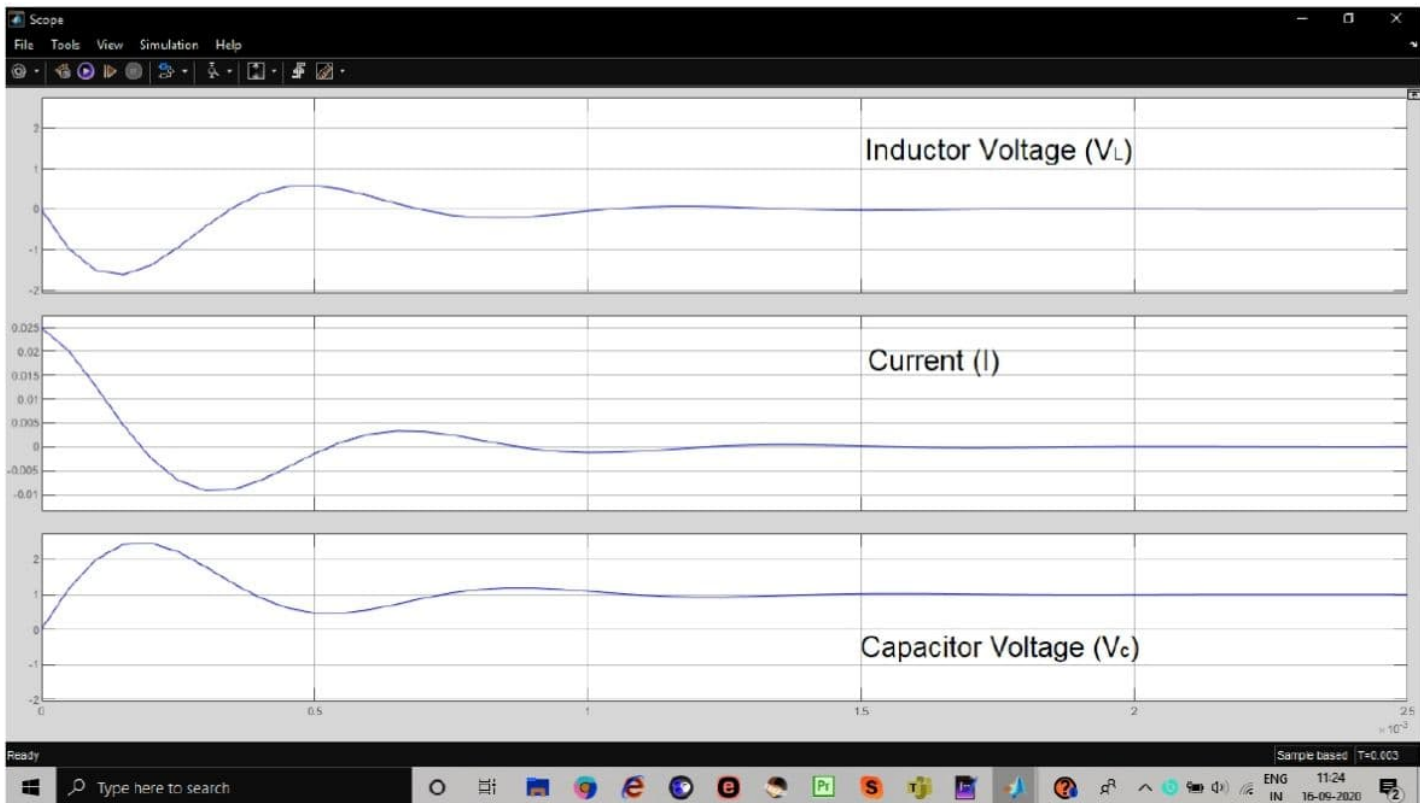 Scope
File Tools View Simulation Help
2
1
0
-1
-2
Inductor Voltage (VL)
0.025
0.02
0.015
0.01
0.005
0
-0.005
-0.01
Current (I)
2
1
0
-1
-2
Capacitor Voltage (Vc)
0 0.5 1 1.5 2 2.5
×10-3
Ready Sample based T=0.003
Type here to search Pr S ENG 11:24
IN 16-09-2020 2